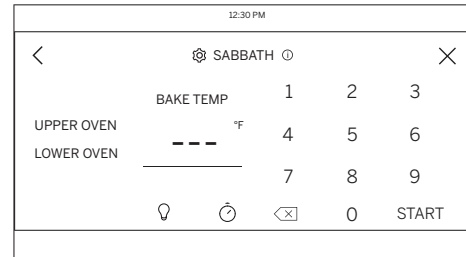 12:30 PM
SABBATH
BAKE TEMP
1 2 3
UPPER OVEN
--- °F
4 5 6
LOWER OVEN
7 8 9
0 START